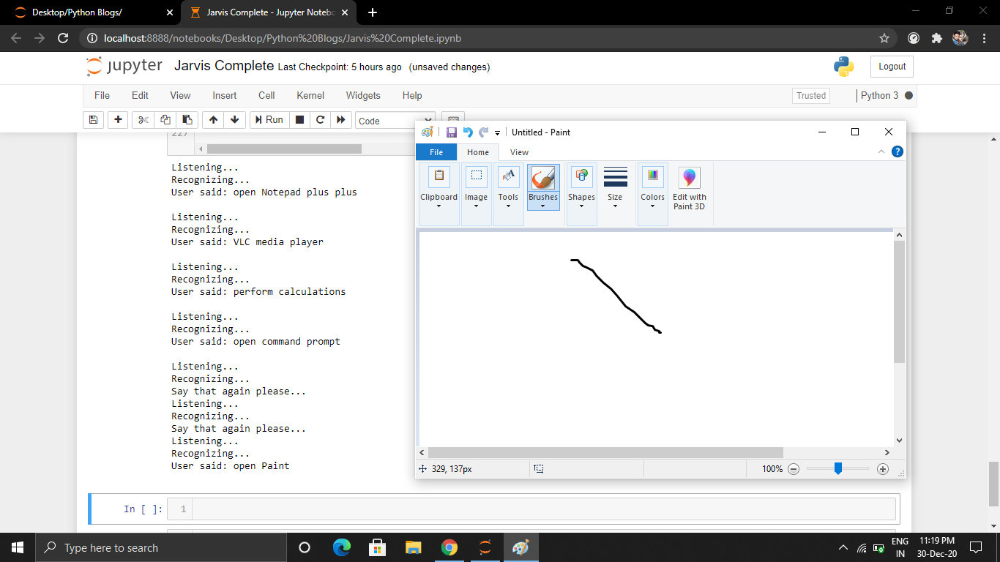 Desktop/Python Blogs/
Jarvis Complete - Jupyter Notebo
localhost:8888/notebooks/Desktop/Python%20Blogs/Jarvis%20Complete.ipynb
jupyter Jarvis Complete Last Checkpoint: 5 hours ago (unsaved changes)
Logout
File Edit View Insert Cell Kernel Widgets Help
Trusted
Python 3
Run
Code
227
Listening...
Recognizing...
User said: open Notepad plus plus
Listening...
Recognizing...
User said: VLC media player
Listening...
Recognizing...
User said: perform calculations
Listening...
Recognizing...
User said: open command prompt
Listening...
Recognizing...
Say that again please...
Listening...
Recognizing...
Say that again please...
Listening...
Recognizing...
User said: open Paint
Untitled - Paint
File Home View
Clipboard Image Tools Brushes Shapes Size Colors Edit with
Paint 3D
329, 137px
100%
In [ ]: 1
Type here to search
ENG
IN
11:19 PM
30-Dec-20